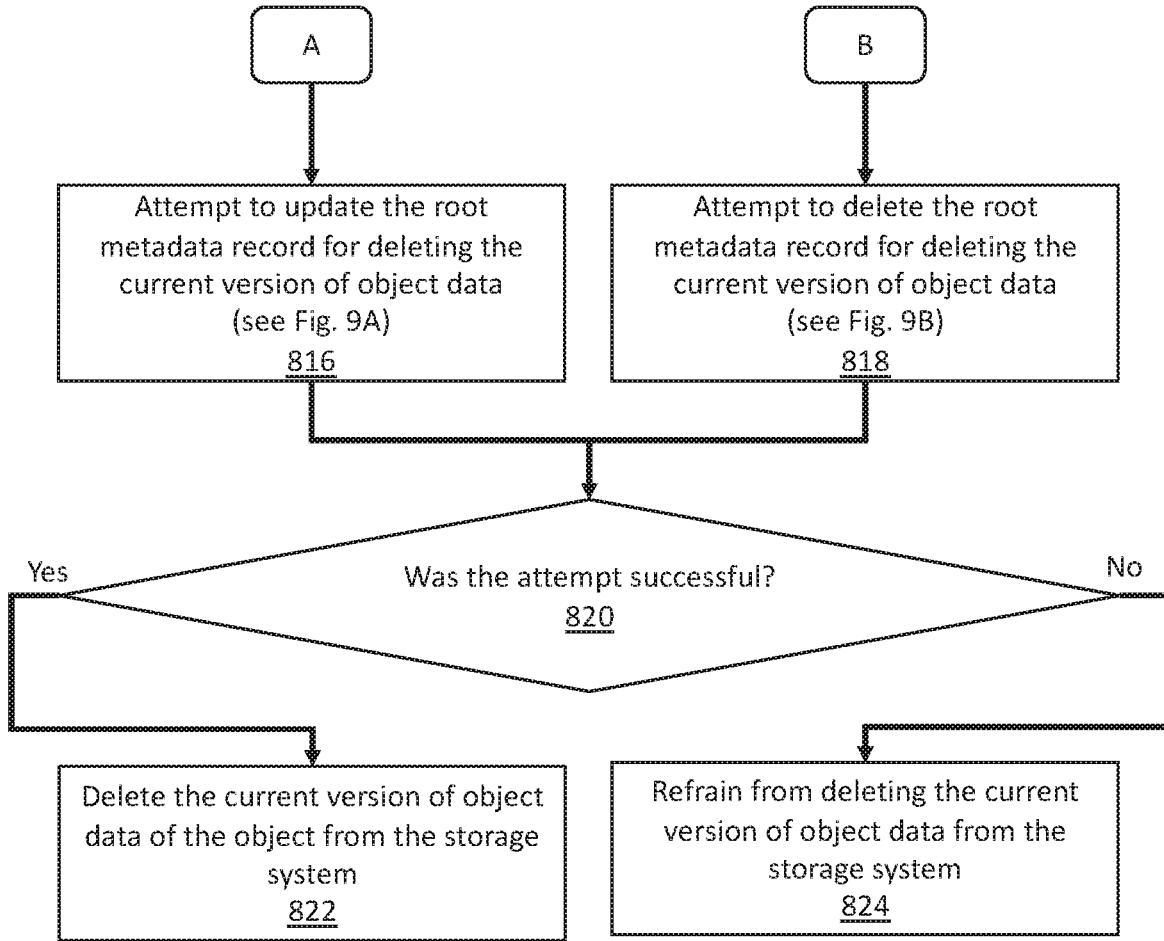 A
B
Attempt to update the root
metadata record for deleting the
current version of object data
(see Fig. 9A)
816
Attempt to delete the root
metadata record for deleting the
current version of object data
(see Fig. 9B)
818
Yes
Was the attempt successful?
820
No
Delete the current version of object
data of the object from the storage
system
822
Refrain from deleting the current
version of object data from the
storage system
824